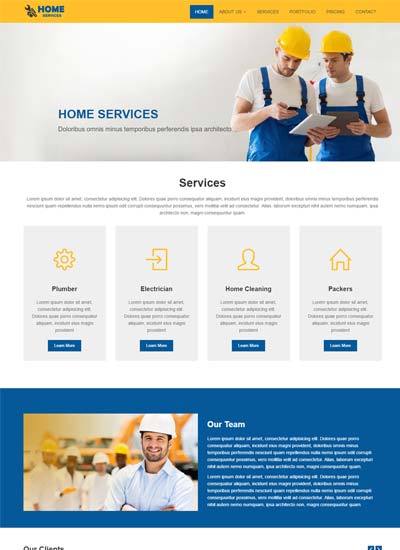 HOME
SERVICES
HOME
ABOUT US
SERVICES
PORTFOLIO
PRICING
CONTACT
HOME SERVICES
Doloribus omnis minus temporibus perferendis ipsa architecto
Services
Lorem ipsum dolor sit amet, consectetur adipiscing elit. Dolores quam porro consequatur aliquam, incidunt eius magni provident, doloribus omnis minus temporibus perferendis nesciunt
quam repellendus nulla nemo ipsum odit corrupti consequuntur possimus, vero mollitia velit ad consectetur. Alias, laborum excepturi nihil autem nemo numquam, ipsa architecto non, magni
consequuntur quam.
Plumber
Lorem ipsum dolor sit amet,
consectetur adipiscing elit.
Dolores quam porro consequatur
aliquam, incidunt eius magni
provident
Learn More
Electrician
Lorem ipsum dolor sit amet,
consectetur adipiscing elit.
Dolores quam porro consequatur
aliquam, incidunt eius magni
provident
Learn More
Home Cleaning
Lorem ipsum dolor sit amet,
consectetur adipiscing elit.
Dolores quam porro consequatur
aliquam, incidunt eius magni
provident
Learn More
Packers
Lorem ipsum dolor sit amet,
consectetur adipiscing elit.
Dolores quam porro consequatur
aliquam, incidunt eius magni
provident
Learn More
Our Team
Lorem ipsum dolor sit amet, consectetur adipiscing elit. Dolores
quam porro consequatur aliquam, incidunt eius magni provident,
doloribus omnis minus temporibus perferendis nesciunt quam
repellendus nulla nemo ipsum odit corrupti consequuntur possimus,
vero mollitia velit ad consectetur. Alias, laborum excepturi nihil
autem nemo numquam, ipsa architecto non, magni consequuntur quam.
Lorem ipsum dolor sit amet, consectetur adipiscing elit. Dolores
quam porro consequatur aliquam, incidunt eius magni provident,
doloribus omnis minus temporibus perferendis nesciunt quam
repellendus nulla nemo ipsum odit corrupti consequuntur possimus,
vero mollitia velit ad consectetur. Alias, laborum excepturi nihil
autem nemo numquam, ipsa architecto non, magni consequuntur quam.
Our Clients